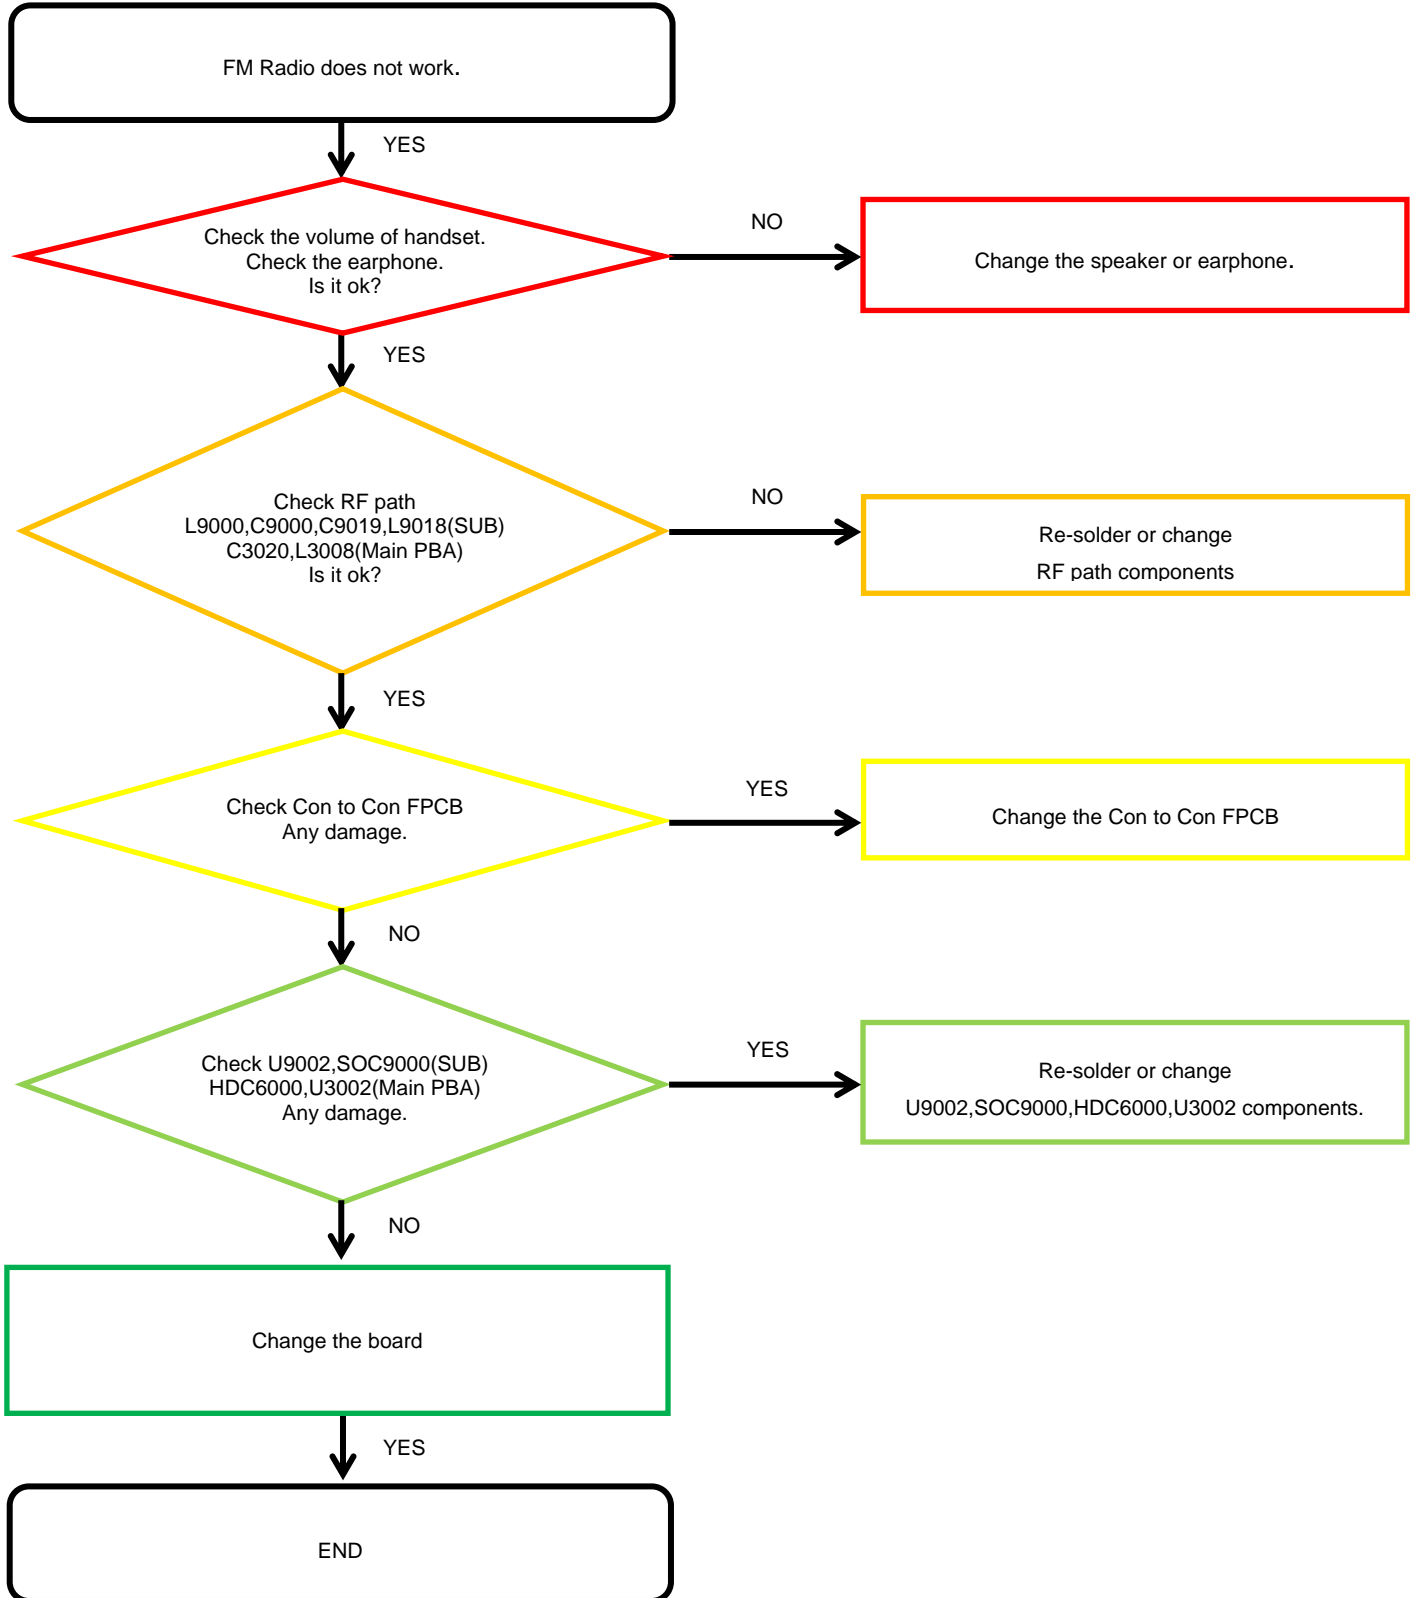 FM Radio does not work.
YES
Check the volume of handset.
Check the earphone.
Is it ok?
NO
Change the speaker or earphone.
YES
Check RF path
L9000,C9000,C9019,L9018(SUB)
C3020,L3008(Main PBA)
Is it ok?
NO
Re-solder or change
RF path components
YES
Check Con to Con FPCB
Any damage.
YES
Change the Con to Con FPCB
NO
Check U9002,SOC9000(SUB)
HDC6000,U3002(Main PBA)
Any damage.
YES
Re-solder or change
U9002,SOC9000,HDC6000,U3002 components.
NO
Change the board
YES
END